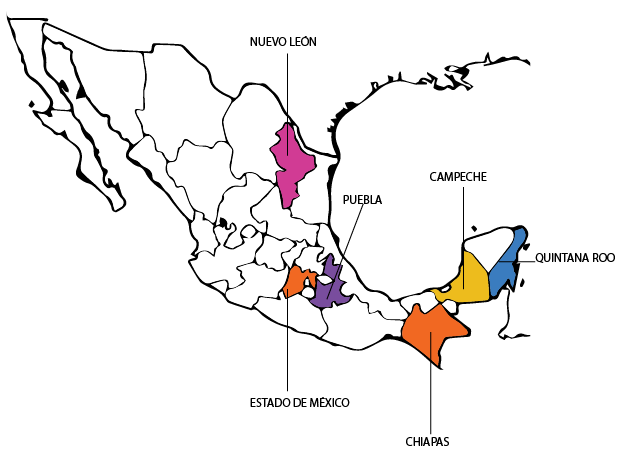 NUEVO LEÓN
CAMPECHE
PUEBLA
QUINTANA ROO
ESTADO DE MÉXICO
CHIAPAS